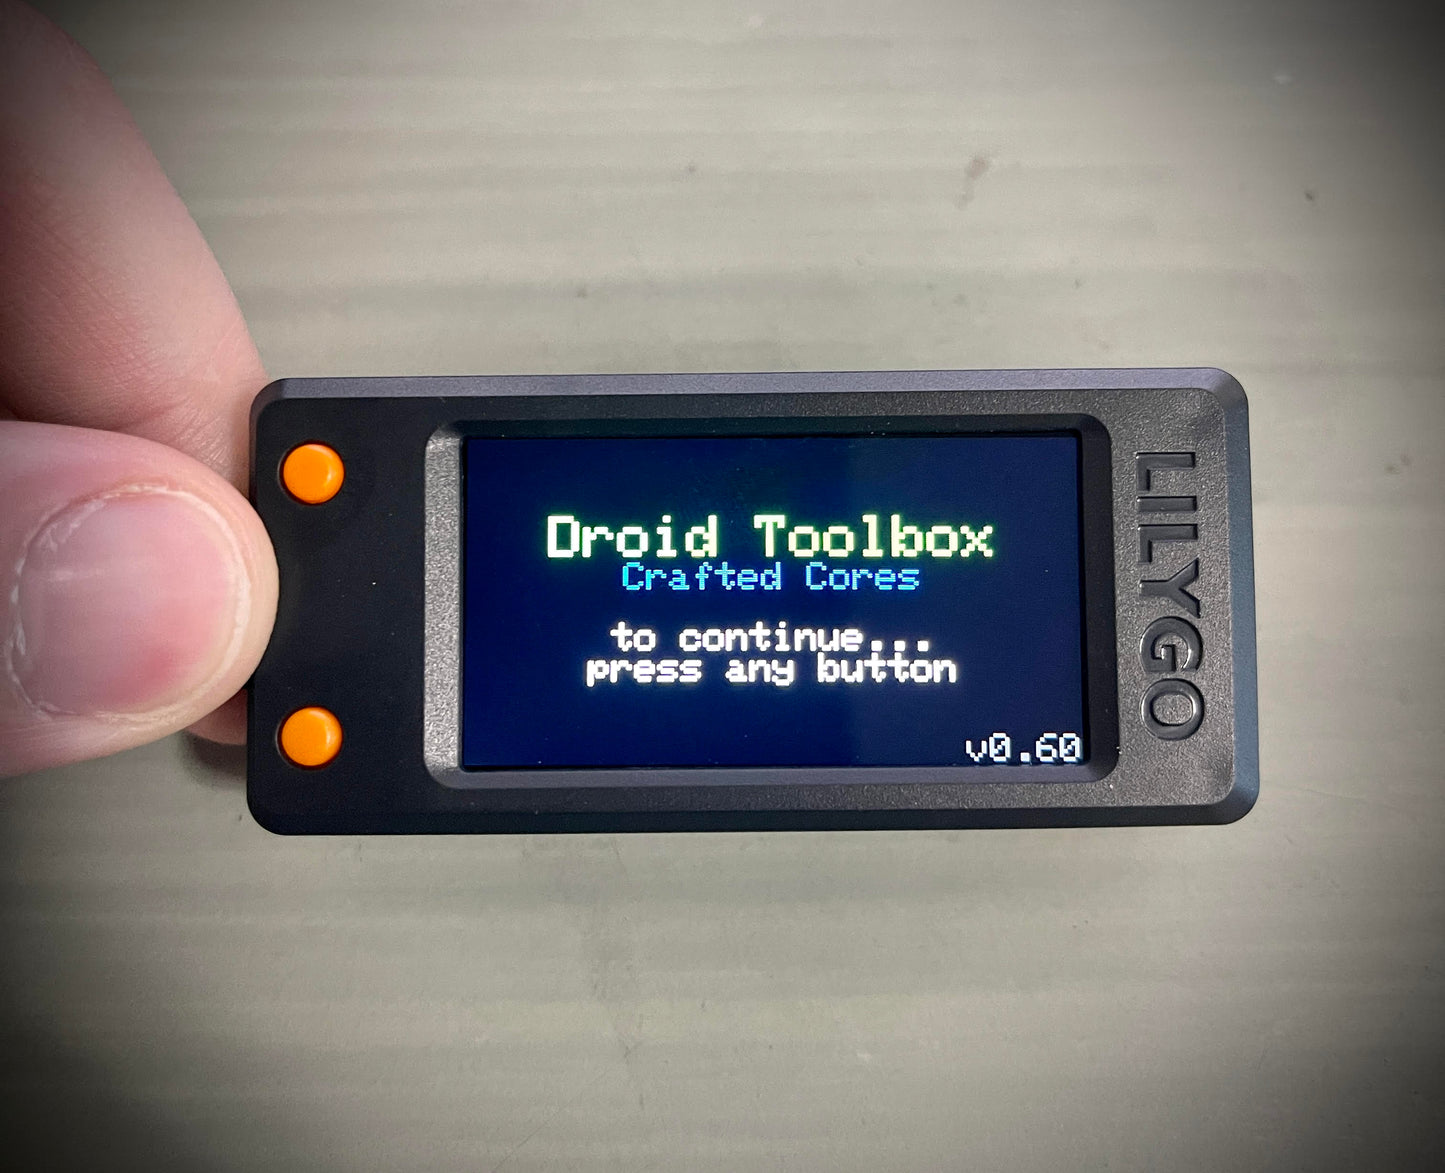 Droid Toolbox
Crafted Cores
to continue...
press any button
v0.60
LILYGO